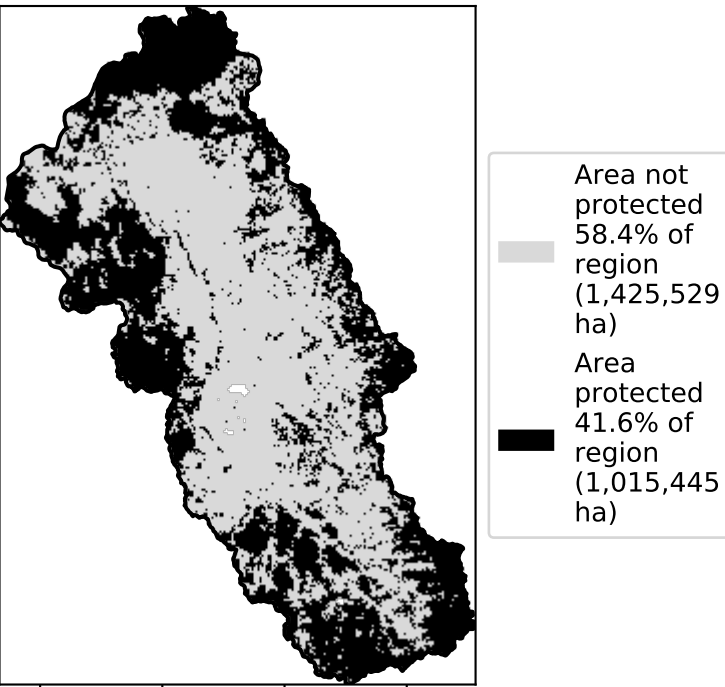 Area not
protected
58.4% of
region
(1,425,529
ha)
Area
protected
41.6% of
region
(1,015,445
ha)